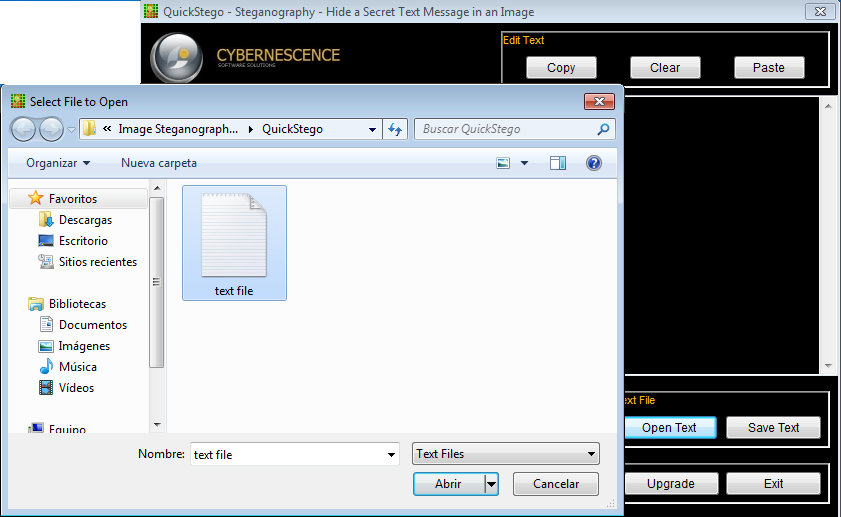 QuickStego - Steganography - Hide a Secret Text Message in an Image
CYBERNESCENCE
SOFTWARE SOLUTIONS
Edit Text
Copy Clear Paste
Select File to Open
« Image Steganograph... QuickStego
Buscar QuickStego
Organizar Nueva carpeta
Favoritos
Descargas
Escritorio
Sitios recientes
Bibliotecas
Documentos
Imágenes
Música
Vídeos
Equipo
text file
ext File
Open Text Save Text
Nombre: text file Text Files
Abrir Cancelar
Upgrade Exit